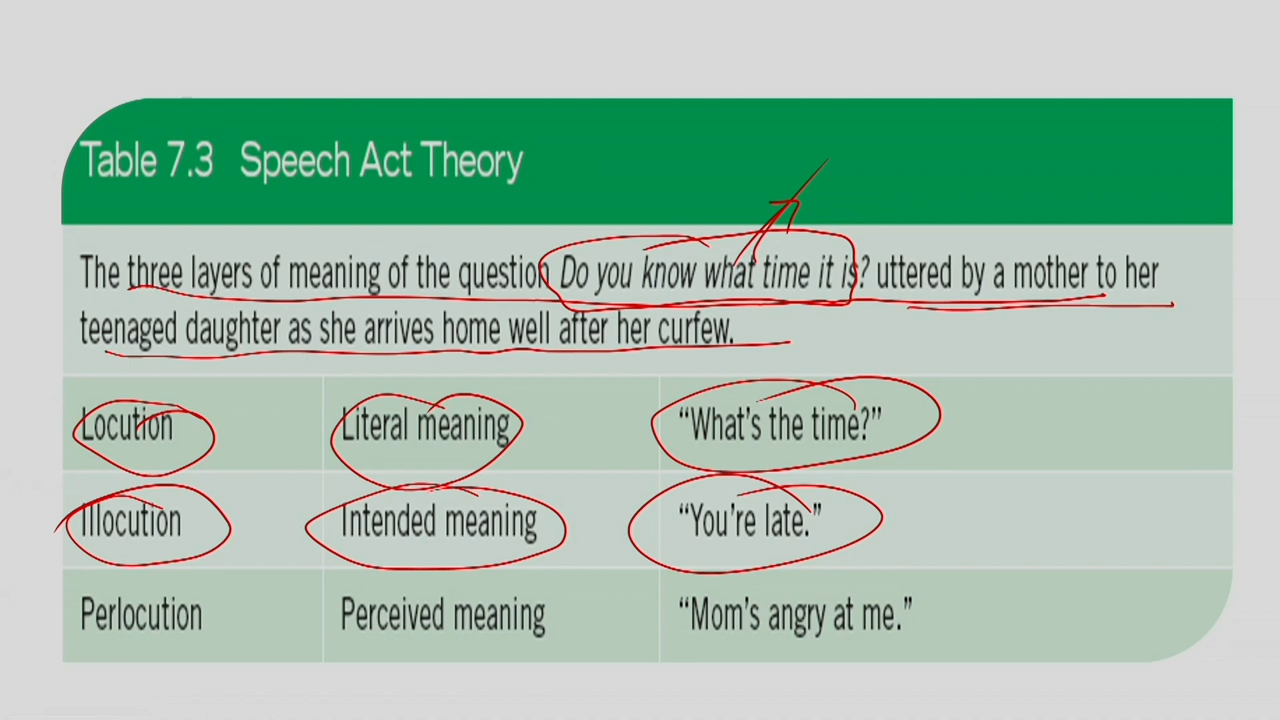 Table 7.3 Speech Act Theory
The three layers of meaning of the question Do you know what time it is? uttered by a mother to her
teenaged daughter as she arrives home well after her curfew.
Locution Literal meaning “What’s the time?”
Illocution Intended meaning “You’re late.”
Perlocution Perceived meaning “Mom’s angry at me.”